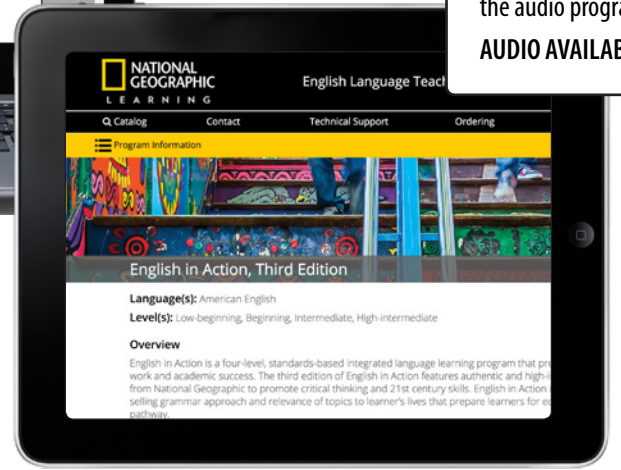 the audio progra
AUDIO AVAILAB
NATIONAL
GEOGRAPHIC
LEARNING
English Language Teac
Catalog Contact Technical Support Ordering
Program Information
English in Action, Third Edition
Language(s): American English
Level(s): Low-beginning, Beginning, Intermediate, High-intermediate
Overview
English in Action is a four-level, standards-based integrated language learning program that pre
work and academic success. The third edition of English in Action features authentic and high-i
from National Geographic to promote critical thinking and 21st century skills. English in Action
selling grammar approach and relevance of topics to learner's lives that prepare learners for e
pathway.